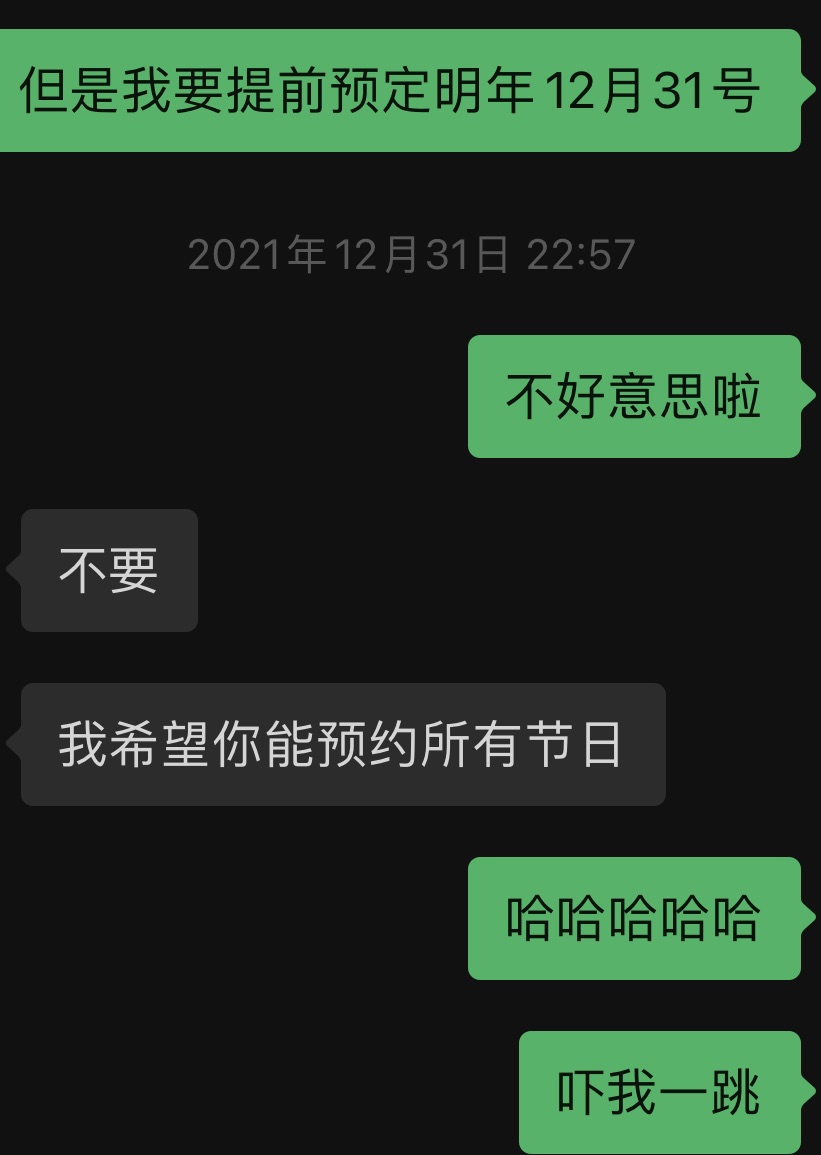 但是我要提前预定明年12月31号
2021年12月31日 22:57
不好意思啦
不要
我希望你能预约所有节日
哈哈哈哈哈
吓我一跳